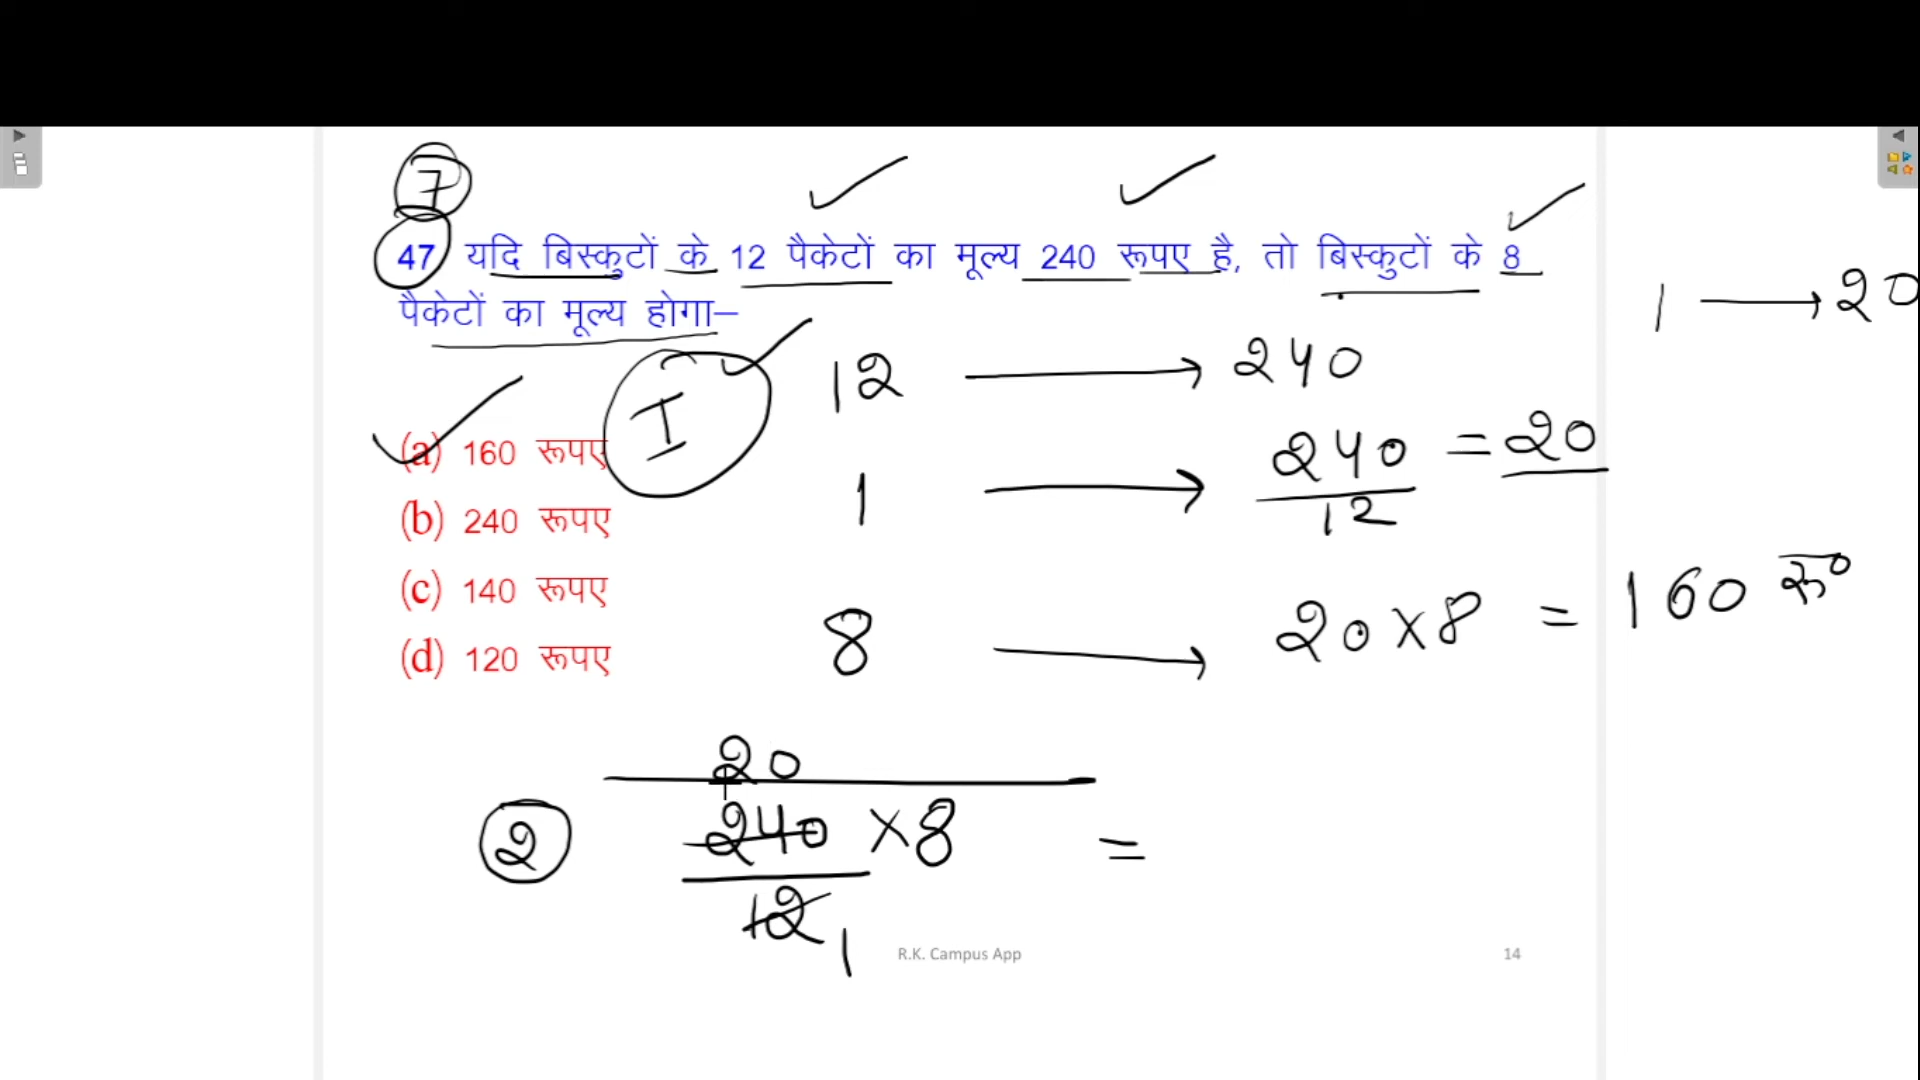 7
47 यदि बिस्कुटों के 12 पैकेटों का मूल्य 240 रूपए है, तो बिस्कुटों के 8
पैकेटों का मूल्य होगा–
1 → 20
I
12 → 240
(a) 160 रूपए
1 → 240/12 = 20
(b) 240 रूपए
(c) 140 रूपए
8 → 20 × 8 = 160 रू०
(d) 120 रूपए
20
2 240 × 8 =
12 1
R.K. Campus App 14